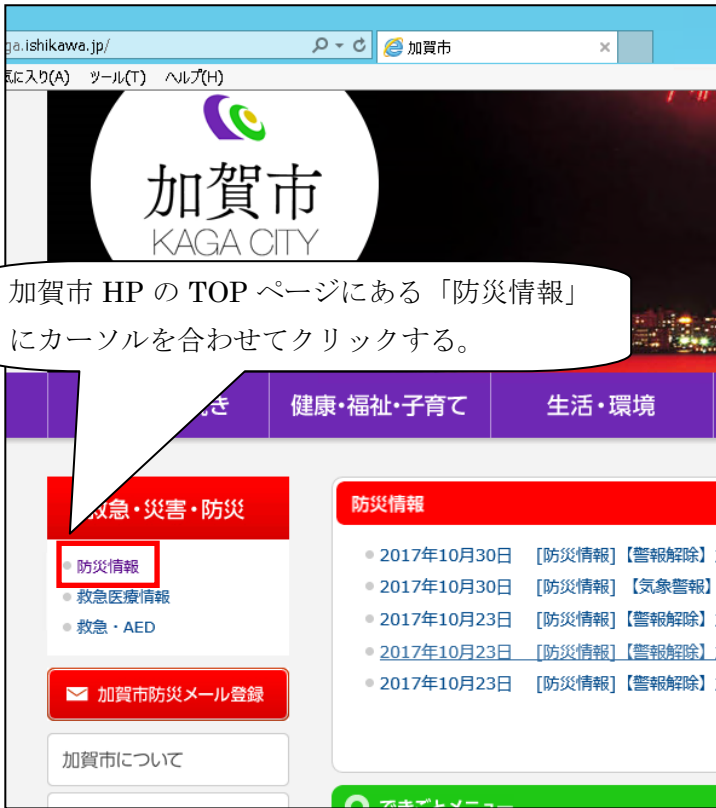 ga.ishikawa.jp/
加賀市
気に入り(A) ツール(T) ヘルプ(H)
加賀市
KAGA CITY
加賀市 HP の TOP ページにある「防災情報」
にカーソルを合わせてクリックする。
き
健康・福祉・子育て
生活・環境
救急・災害・防災
防災情報
救急医療情報
救急・AED
加賀市防災メール登録
加賀市について
防災情報
2017年10月30日 [防災情報]【警報解除】
2017年10月30日 [防災情報] 【気象警報】
2017年10月23日 [防災情報]【警報解除】
2017年10月23日 [防災情報]【警報解除】
2017年10月23日 [防災情報]【警報解除】
できごとメニュー